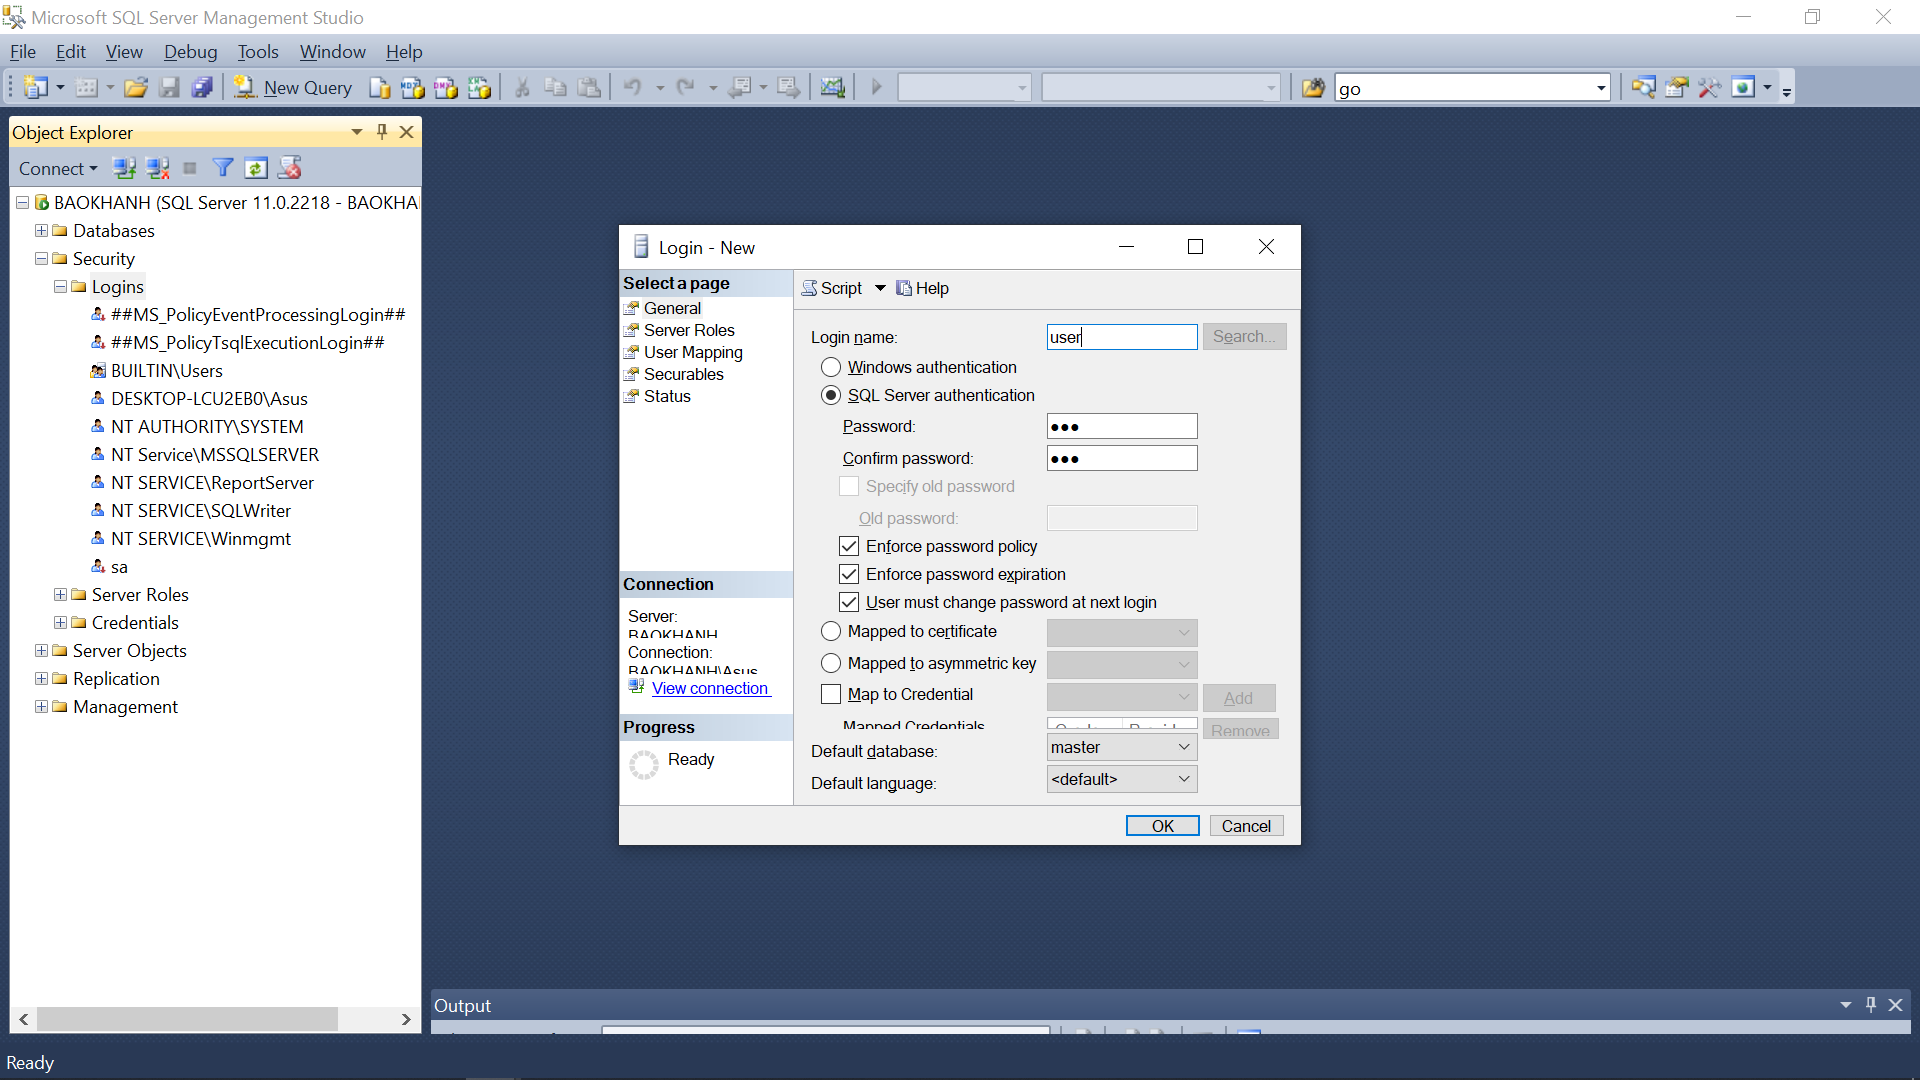 Microsoft SQL Server Management Studio
File Edit View Debug Tools Window Help
New Query
go
Object Explorer
Connect
BAOKHANH (SQL Server 11.0.2218 - BAOKHA
Databases
Security
Logins
##MS_PolicyEventProcessingLogin##
##MS_PolicyTsqlExecutionLogin##
BUILTIN\Users
DESKTOP-LCU2EB0\Asus
NT AUTHORITY\SYSTEM
NT Service\MSSQLSERVER
NT SERVICE\ReportServer
NT SERVICE\SQLWriter
NT SERVICE\Winmgmt
sa
Server Roles
Credentials
Server Objects
Replication
Management
Login - New
Select a page
General
Server Roles
User Mapping
Securables
Status
Connection
Server:
BAOKHANH
Connection:
BAOKHANH\Asus
View connection
Progress
Ready
Script Help
Login name: user Search...
Windows authentication
SQL Server authentication
Password:
Confirm password:
Specify old password
Old password:
Enforce password policy
Enforce password expiration
User must change password at next login
Mapped to certificate
Mapped to asymmetric key
Map to Credential Add
Mapped Credentials Remove
Default database: master
Default language: <default>
OK Cancel
Output
Ready